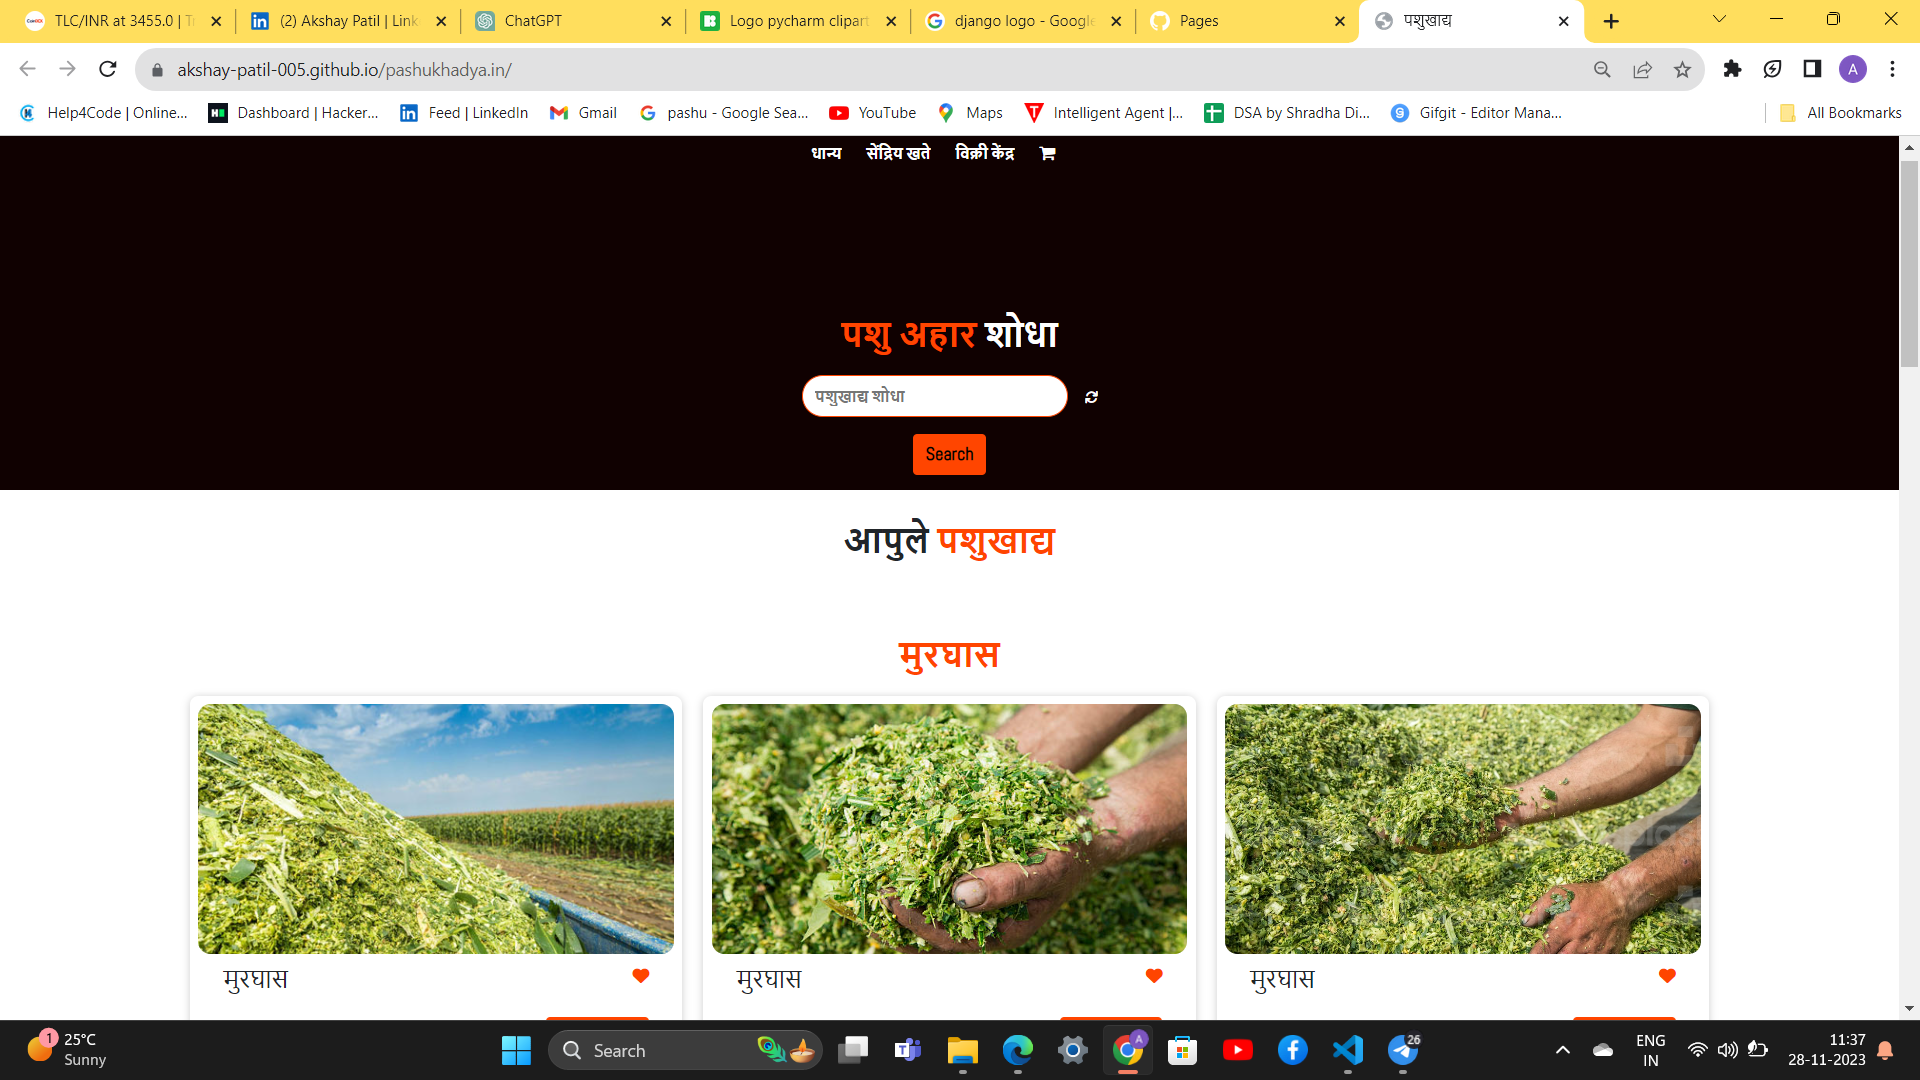 TLC/INR at 3455.0 | Tr
(2) Akshay Patil | Link
ChatGPT
Logo pycharm clipart
django logo - Google
Pages
पशुखाद्य
akshay-patil-005.github.io/pashukhadya.in/
A
Help4Code | Online...
Dashboard | Hacker...
Feed | LinkedIn
Gmail
pashu - Google Sea...
YouTube
Maps
Intelligent Agent |...
DSA by Shradha Di...
Gifgit - Editor Mana...
All Bookmarks
धान्य सेंद्रिय खते विक्री केंद्र
पशु अहार शोधा
पशुखाद्य शोधा
Search
आपुले पशुखाद्य
मुरघास
मुरघास
मुरघास
मुरघास
1
25°C
Sunny
Search
A
26
ENG
IN
11:37
28-11-2023